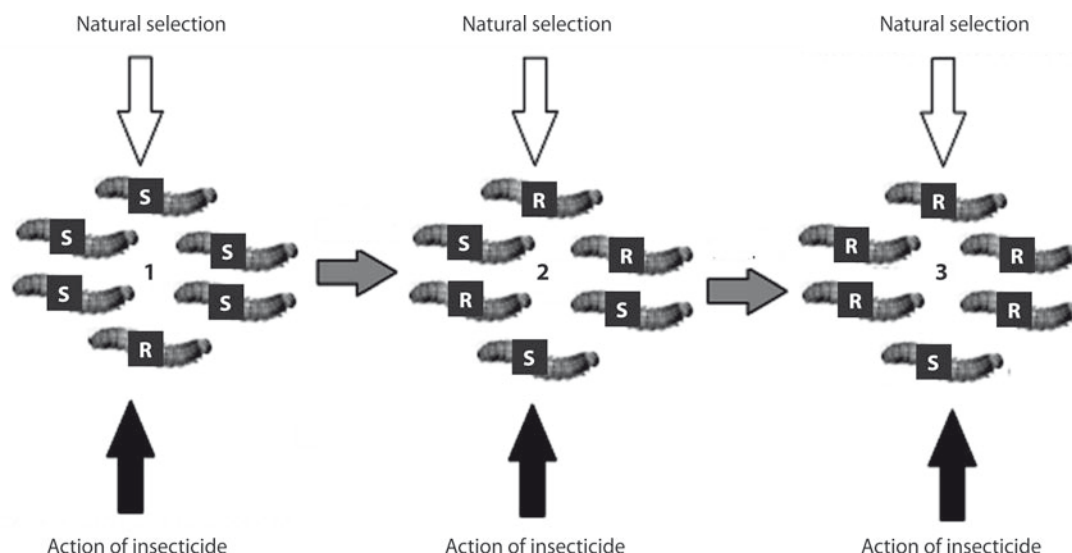 Natural selection
Natural selection
Natural selection
S
S
S
1
S
S
R
R
S
R
2
R
S
S
R
R
R
3
R
R
S
Action of insecticide
Action of insecticide
Action of insecticide